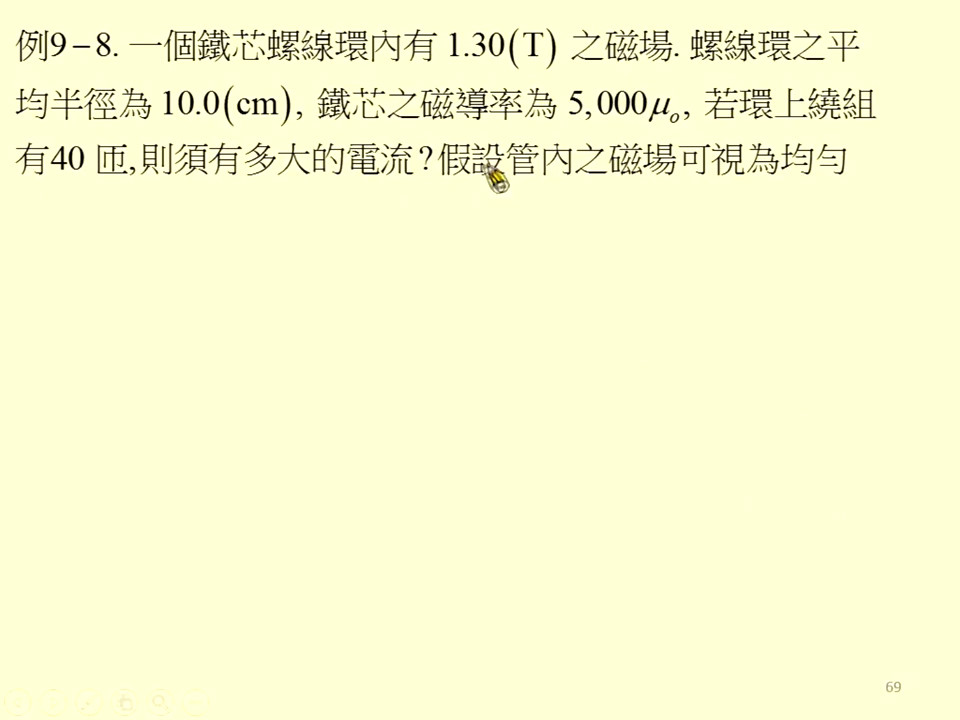 例9－8. 一個鐵芯螺線環內有 1.30(T) 之磁場. 螺線環之平
均半徑為 10.0(cm), 鐵芯之磁導率為 5,000μₒ, 若環上繞組
有40 匝,則須有多大的電流?假設管內之磁場可視為均勻
69